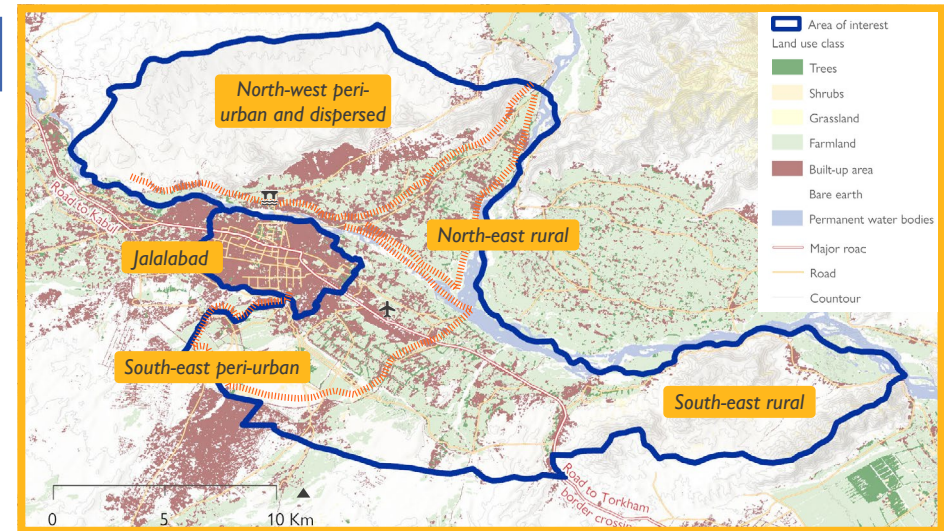 North-west peri-
urban and dispersed
North-east rural
Jalalabad
South-east peri-urban
South-east rural
Road to Kabul
Road to Torkham
border crossin
0 5 10 Km
Area of interest
Land use class
Trees
Shrubs
Grassland
Farmland
Built-up area
Bare earth
Permanent water bodies
Major roac
Road
Countour